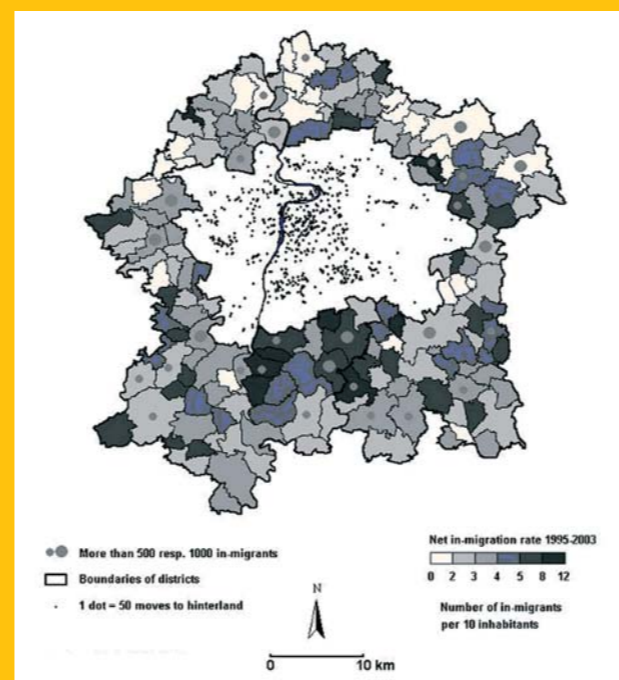 More than 500 resp. 1000 in-migrants
Boundaries of districts
1 dot = 50 moves to hinterland
Net in-migration rate 1995-2003
0 2 3 4 5 8 12
Number of in-migrants
per 10 inhabitants
N
0 10 km